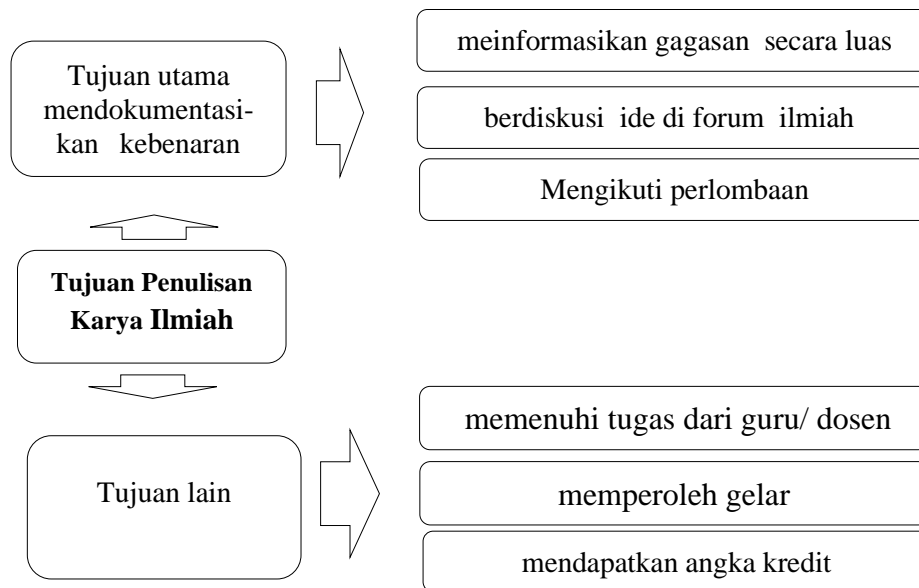 Tujuan utama
mendokumentasi-
kan kebenaran
meinformasikan gagasan secara luas
berdiskusi ide di forum ilmiah
Mengikuti perlombaan
Tujuan Penulisan
Karya Ilmiah
Tujuan lain
memenuhi tugas dari guru/ dosen
memperoleh gelar
mendapatkan angka kredit